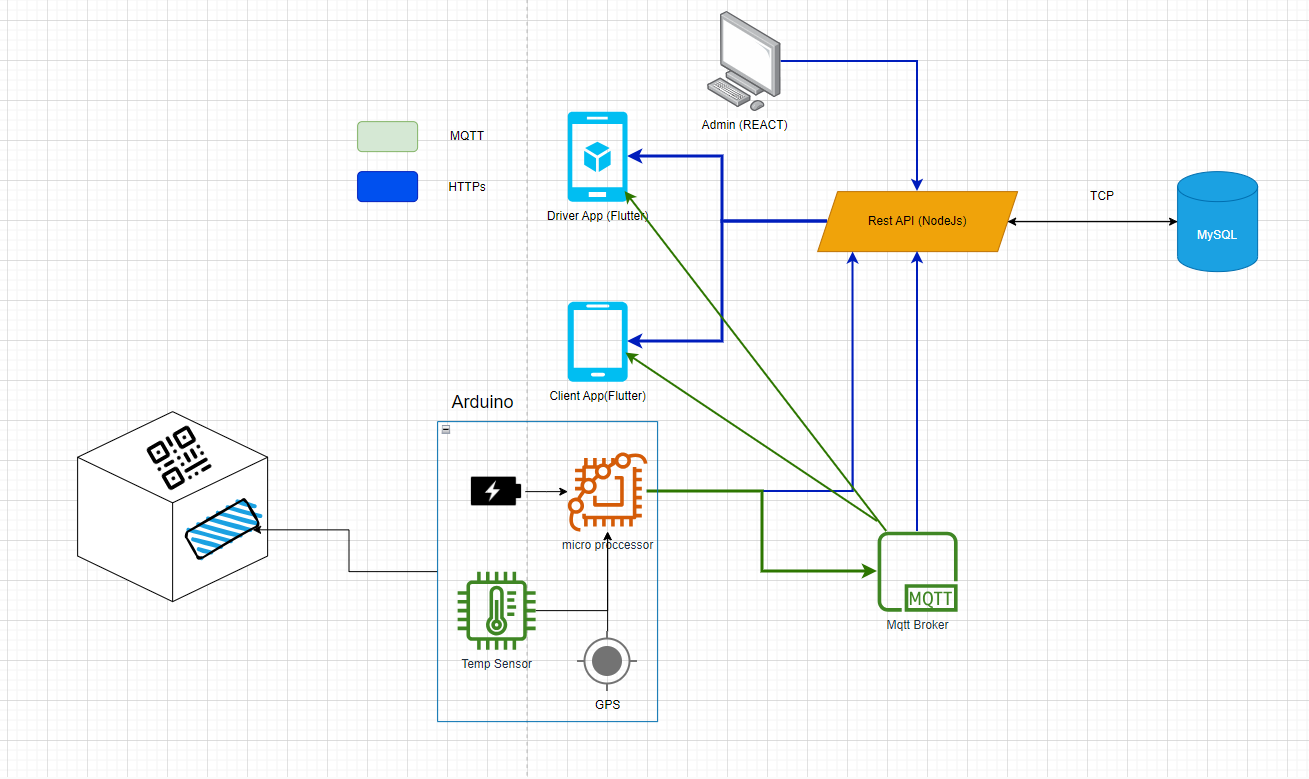 Admin (REACT)
MQTT
HTTPs
Driver App (Flutter)
Rest API (NodeJs)
TCP
MySQL
Client App(Flutter)
Arduino
micro proccessor
MQTT
Mqtt Broker
Temp Sensor
GPS